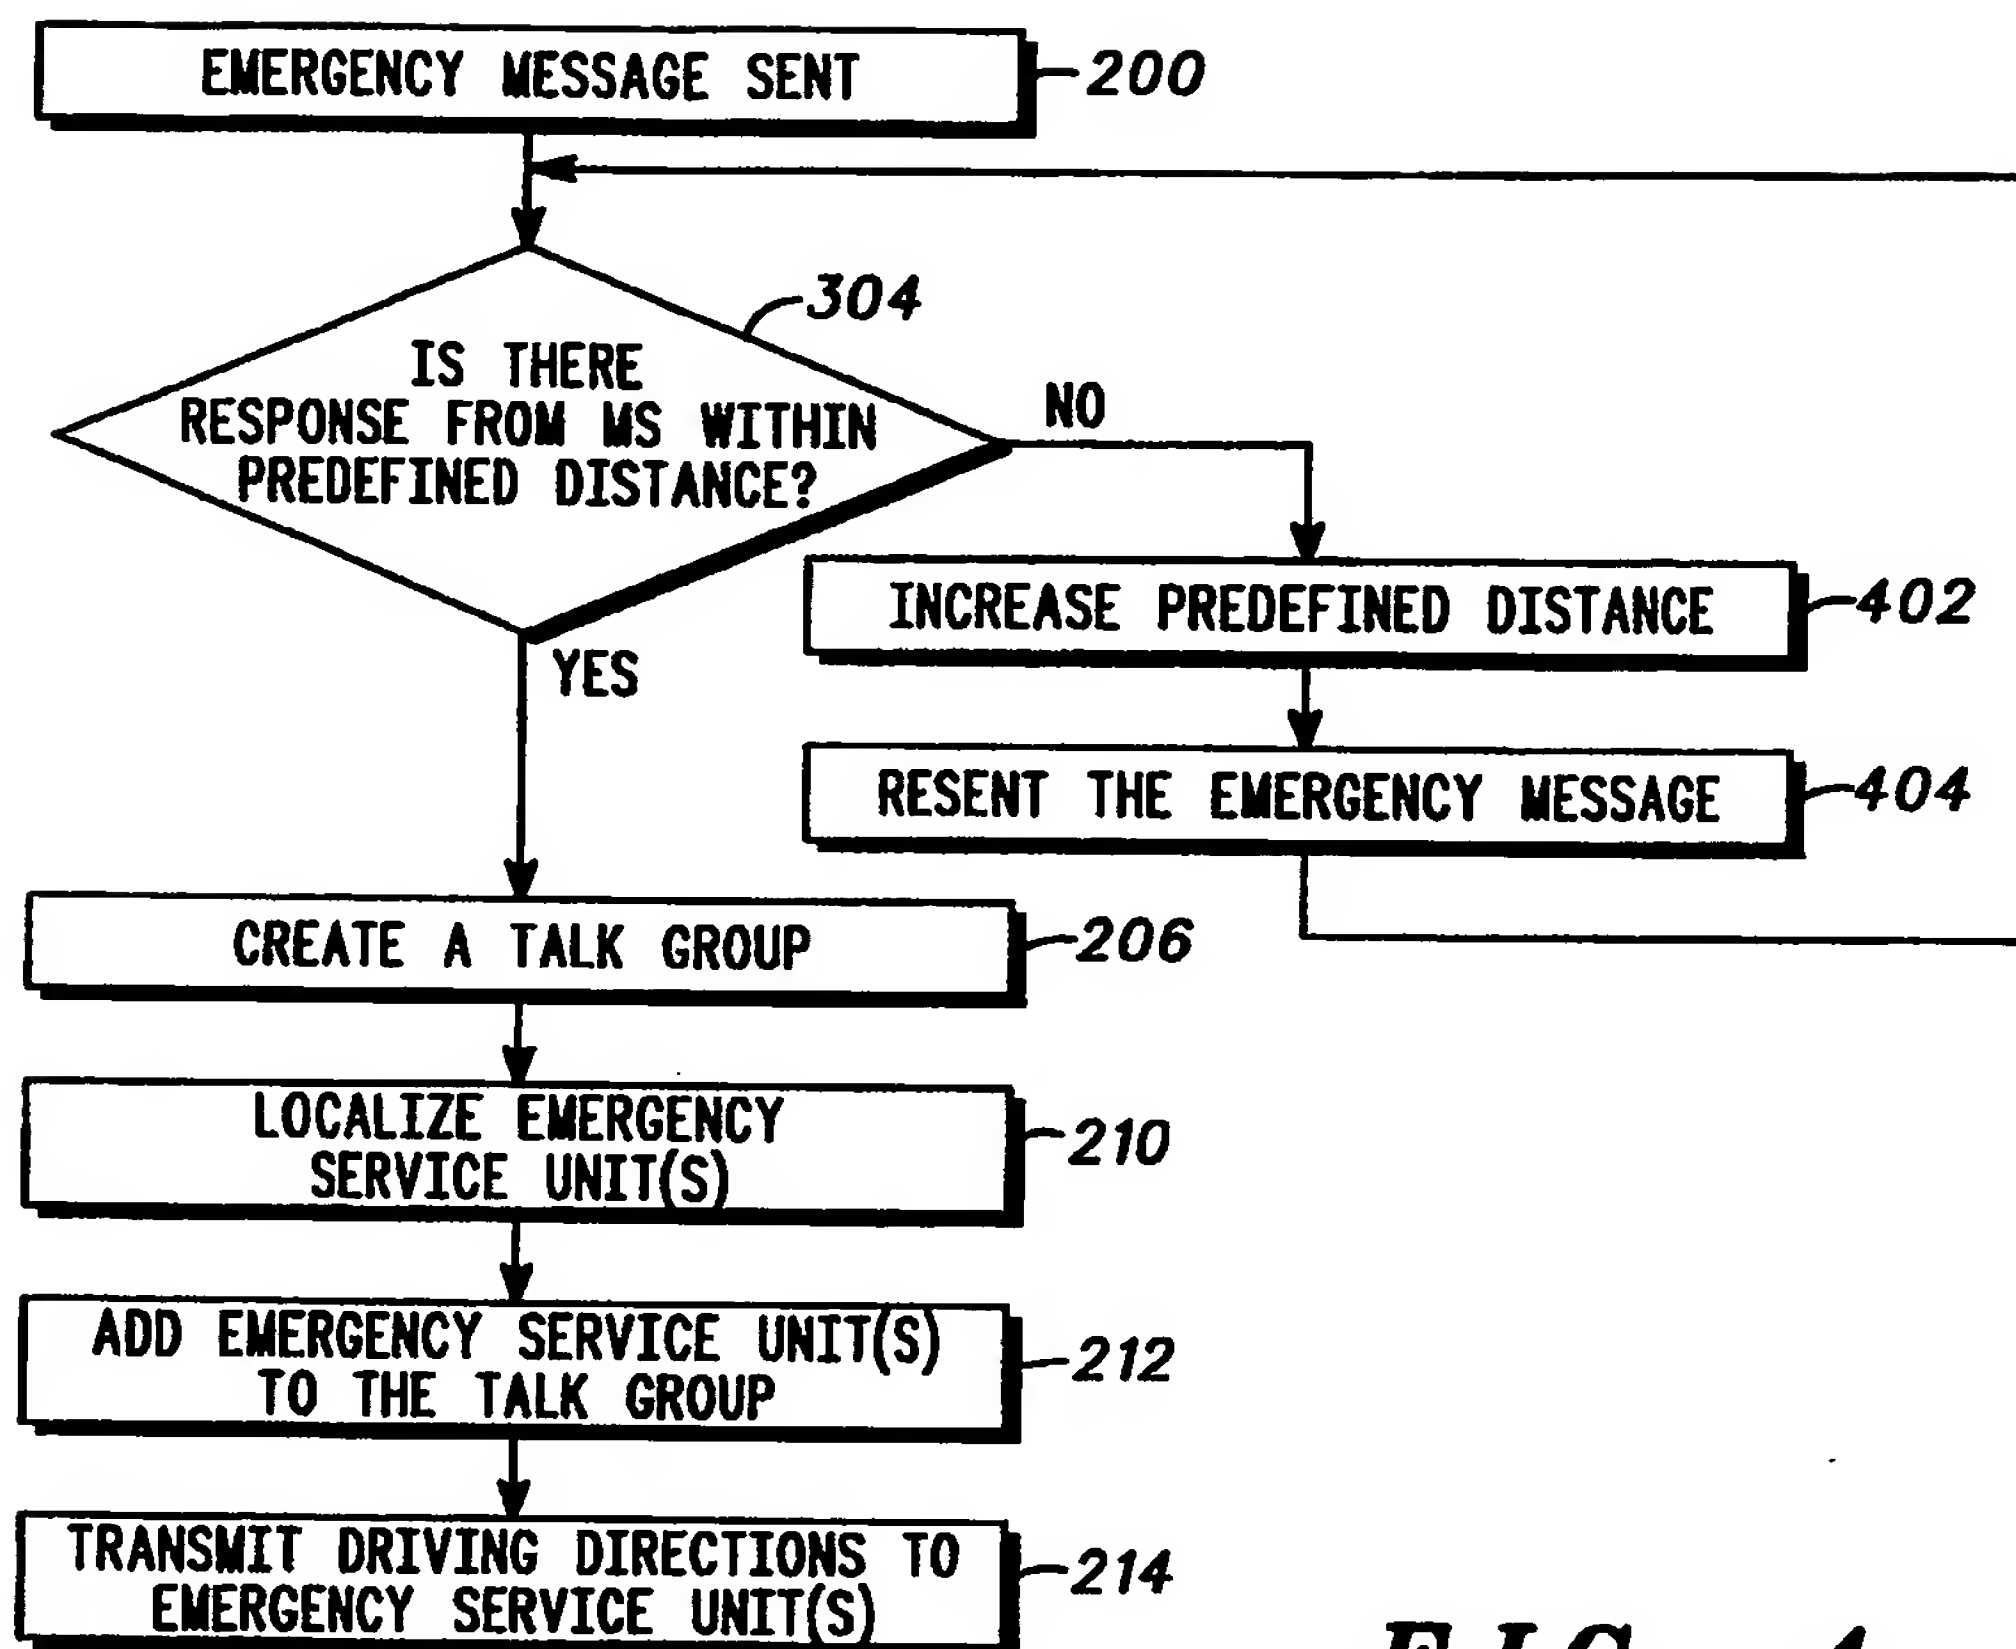 EMERGENCY MESSAGE SENT
200
304
IS THERE
RESPONSE FROM MS WITHIN
PREDEFINED DISTANCE?
NO
YES
INCREASE PREDEFINED DISTANCE
402
RESENT THE EMERGENCY MESSAGE
404
CREATE A TALK GROUP
206
LOCALIZE EMERGENCY
SERVICE UNIT(S)
210
ADD EMERGENCY SERVICE UNIT(S)
TO THE TALK GROUP
212
TRANSMIT DRIVING DIRECTIONS TO
EMERGENCY SERVICE UNIT(S)
214